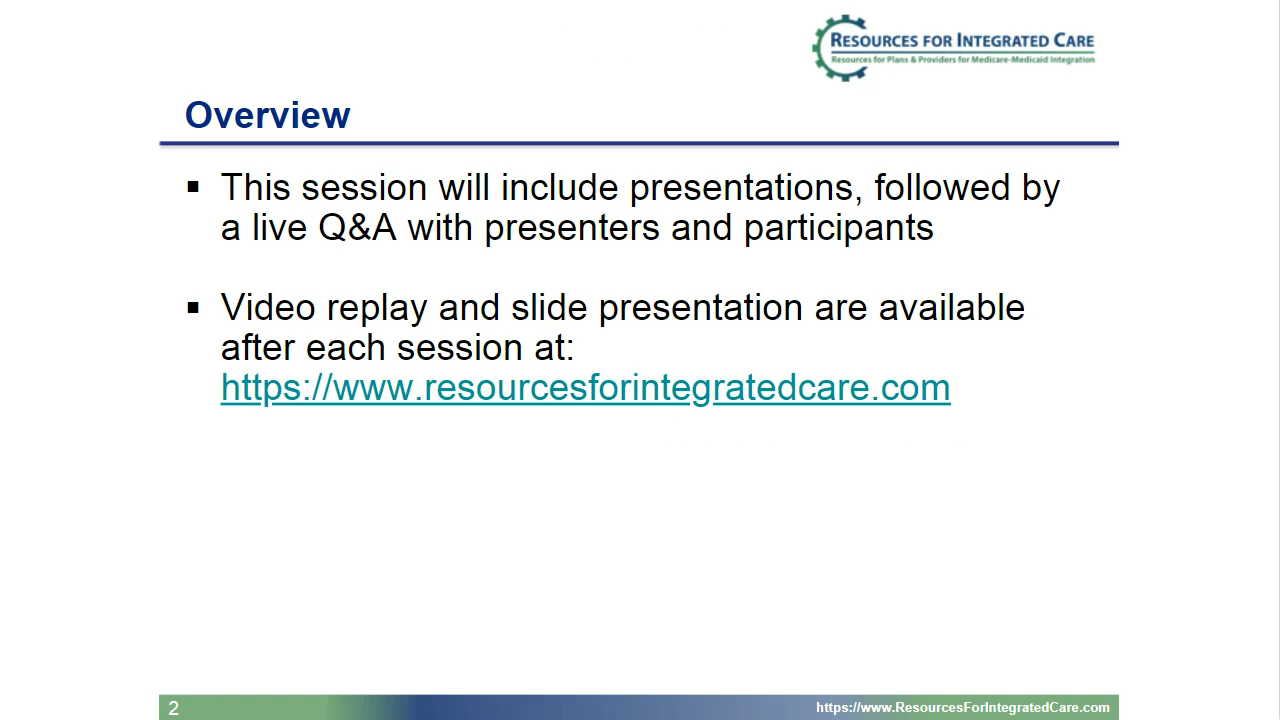 RESOURCES FOR INTEGRATED CARE
Resources for Plans & Providers for Medicare-Medicaid Integration
Overview
▪ This session will include presentations, followed by
a live Q&A with presenters and participants
▪ Video replay and slide presentation are available
after each session at:
https://www.resourcesforintegratedcare.com
2
https://www.ResourcesForIntegratedCare.com